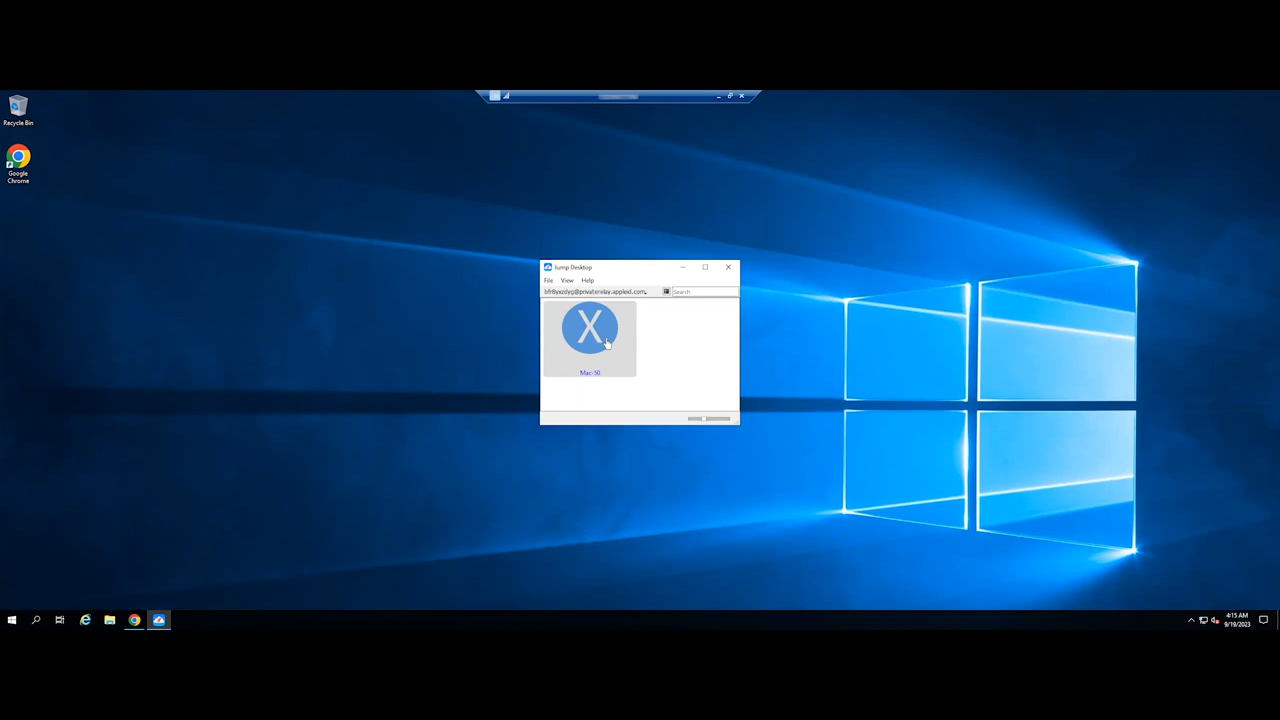 Recycle Bin
Google
Chrome
Jump Desktop
File View Help
Search
X
Mac-50
4:15 AM
9/19/2023